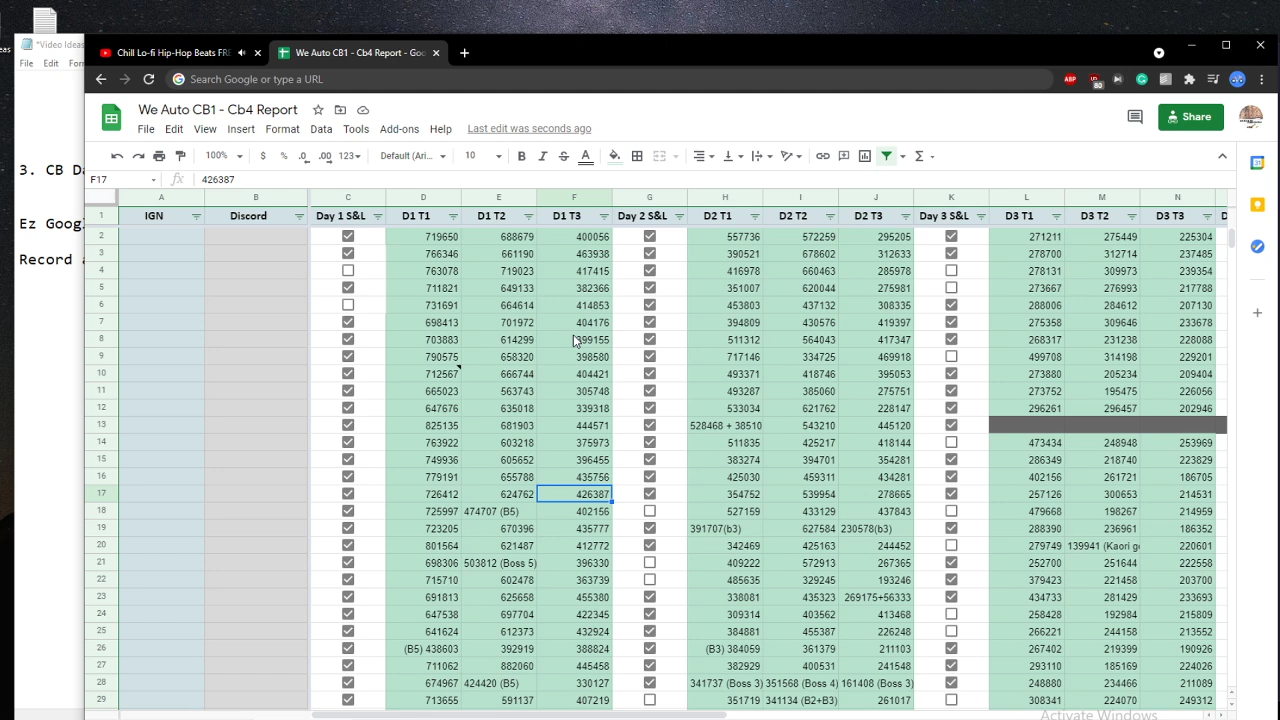 *Video Ideas
Lo-fi Hip-Hop
We Auto CB1 - Cb4 Report - Goo
File Edit For
Search Google or type a URL
ABP
80
We Auto CB1 - Cb4 Report
File Edit View Insert Format Data Tools Add-ons Help Last edit was seconds ago
Share
100% $ % .0 .00 123 Default (Ari... 10 B I S A
F17 fx 426387
3. CB Da
Ez Googl
Record a
A B C D E F G H I J K L M N
1 IGN Discord Day 1 S&L D1 T1 D1 T2 D1 T3 Day 2 S&L D2 T1 D2 T2 D2 T3 Day 3 S&L D3 T1 D3 T2 D3 T3 D
2 719650 688679 400056 557736 572259 295205 271211 275449 225304
3 766346 661190 463938 390521 678602 312633 278700 312714 237485
4 763078 719023 417415 416978 660463 285978 278131 309973 239354
5 711821 649133 382366 351007 620044 275981 273667 276993 217788
6 731691 664614 414853 453803 437132 308335 288006 284612 207130
7 698413 701972 404176 394809 430576 419397 275358 309646 233678
8 703883 614299 399155 511312 564043 417347 268317 231238 228088
9 790575 658320 398580 717146 334725 469918 499708 314198 229201
10 712567 666744 404421 493371 418746 395053 273880 205234 209404
11 665023 563743 305748 493287 385060 275751 273752 195475 226056
12 647676 635018 339318 533034 621762 228147 296261 296457 202946
13 825135 681903 444571 528468 + 38510 543210 445120
14 763922 603218 375973 511835 425217 418144 473434 248948 253969
15 749936 605652 396455 383274 394701 354281 286349 218740 223829
16 779191 655788 435756 425030 459311 434281 402156 261721 186705
17 726412 624762 426387 354752 539954 278665 257126 300653 214531
18 725997 474707 (B5) 402156 527159 433129 437843 479668 198267 214859
19 723205 670396 435777 391707(b3) 627584 230578(b3) 288390 236961 186352
20 801564 621487 412772 342469 425163 244452 279749 139941 (Kaori g 220601
21 698306 503812 (Boss 5) 396330 409222 572913 267365 252700 251644 222558
22 715710 602478 363739 485635 329245 193246 379423 221458 203700
23 691813 625658 455380 338081 435323 269175+56333 434733 281429 233693
24 647538 697704 422345 309314 403562 413468 258428 192984 215809
25 641624 612373 432924 384881 455387 226248 266221 244158 213552
26 (B5) 438603 392919 388824 (B3) 384059 461379 211103 267402 219399 190926
27 711062 882060 445458 382929 400531 241548 293110 185169 224026
28 674967 424420 (B5) 330127 341737 (Boss 3) 351568 (Boss 4) 161408 (Boss 3) 248880 234466 211089
29 773655 591137 407219 351719 341134 (B2+B3) 261017 308341 224070 249312
Activate Windows